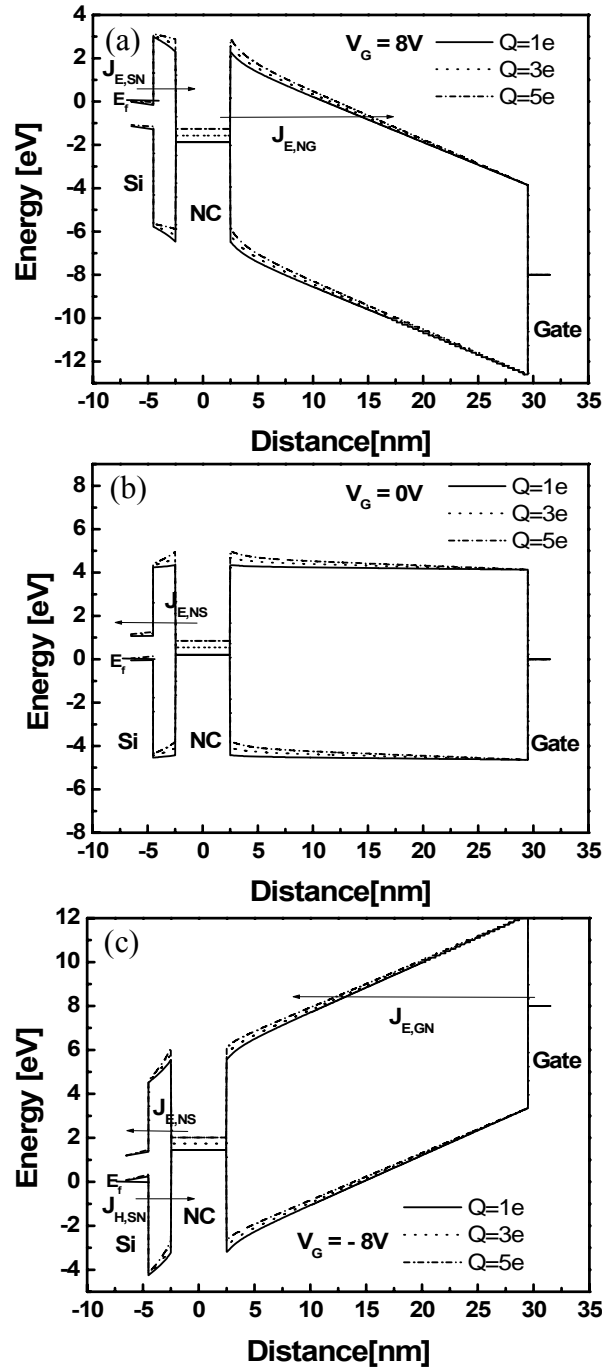 (a)
V_G = 8V
Q=1e
Q=3e
Q=5e
J_E,SN
E_f
J_E,NG
Si
NC
Gate
Energy [eV]
4
2
0
-2
-4
-6
-8
-10
-12
-10 -5 0 5 10 15 20 25 30 35
Distance[nm]
(b)
V_G = 0V
Q=1e
Q=3e
Q=5e
J_E,NS
E_f
Si
NC
Gate
Energy [eV]
8
6
4
2
0
-2
-4
-6
-8
-10 -5 0 5 10 15 20 25 30 35
Distance[nm]
(c)
J_E,GN
Gate
J_E,NS
E_f
J_H,SN
Si
NC
V_G = - 8V
Q=1e
Q=3e
Q=5e
Energy [eV]
12
10
8
6
4
2
0
-2
-4
-10 -5 0 5 10 15 20 25 30 35
Distance[nm]